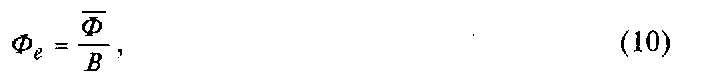 Φ_e = \overline{Φ} / B , (10)